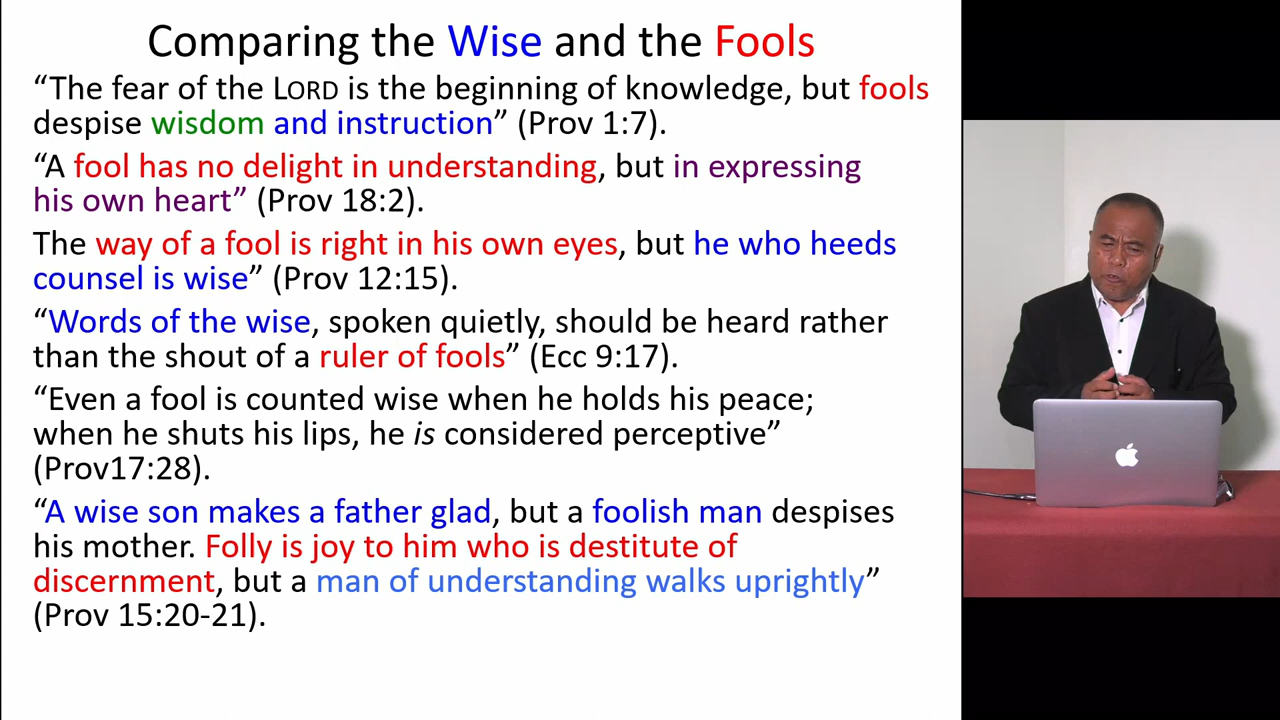 Comparing the Wise and the Fools
“The fear of the LORD is the beginning of knowledge, but fools
despise wisdom and instruction” (Prov 1:7).
“A fool has no delight in understanding, but in expressing
his own heart” (Prov 18:2).
The way of a fool is right in his own eyes, but he who heeds
counsel is wise” (Prov 12:15).
“Words of the wise, spoken quietly, should be heard rather
than the shout of a ruler of fools” (Ecc 9:17).
“Even a fool is counted wise when he holds his peace;
when he shuts his lips, he is considered perceptive”
(Prov17:28).
“A wise son makes a father glad, but a foolish man despises
his mother. Folly is joy to him who is destitute of
discernment, but a man of understanding walks uprightly”
(Prov 15:20-21).